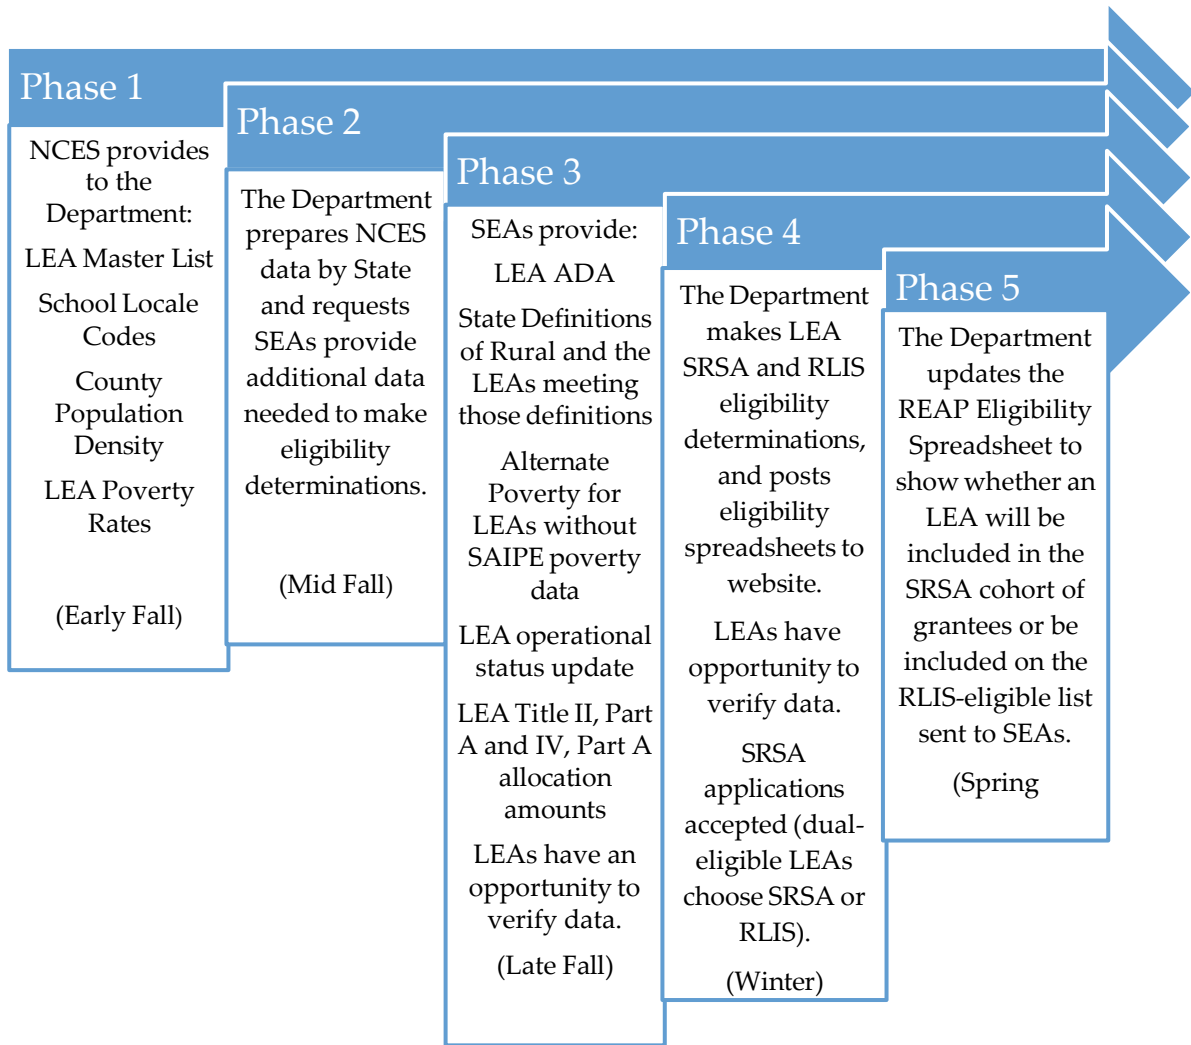 Phase 1
NCES provides
to the
Department:
LEA Master List
School Locale
Codes
County
Population
Density
LEA Poverty
Rates
(Early Fall)
Phase 2
The Department
prepares NCES
data by State
and requests
SEAs provide
additional data
needed to make
eligibility
determinations.
(Mid Fall)
Phase 3
SEAs provide:
LEA ADA
State Definitions
of Rural and the
LEAs meeting
those definitions
Alternate
Poverty for
LEAs without
SAIPE poverty
data
LEA operational
status update
LEA Title II, Part
A and IV, Part A
allocation
amounts
LEAs have an
opportunity to
verify data.
(Late Fall)
Phase 4
The Department
makes LEA
SRSA and RLIS
eligibility
determinations,
and posts
eligibility
spreadsheets to
website.
LEAs have
opportunity to
verify data.
SRSA
applications
accepted (dual-
eligible LEAs
choose SRSA or
RLIS).
(Winter)
Phase 5
The Department
updates the
REAP Eligibility
Spreadsheet to
show whether an
LEA will be
included in the
SRSA cohort of
grantees or be
included on the
RLIS-eligible list
sent to SEAs.
(Spring